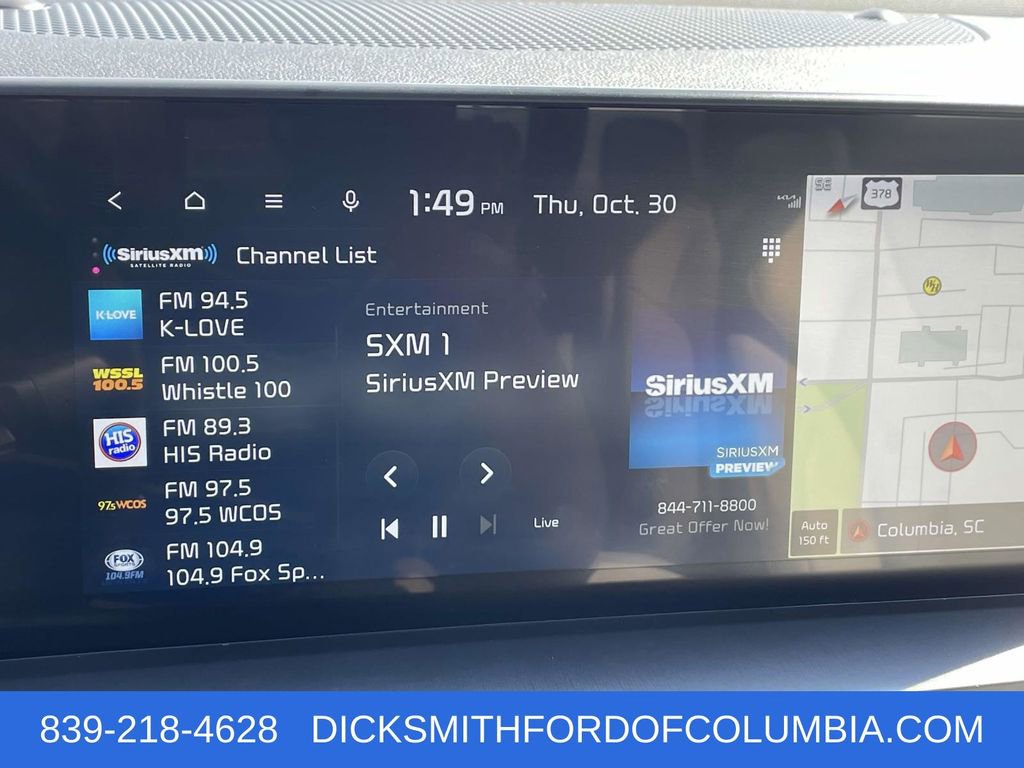 1:49 PM Thu, Oct. 30
KIA
378
SiriusXM
SATELLITE RADIO
Channel List
K-LOVE
FM 94.5
K-LOVE
WSSL
100.5
FM 100.5
Whistle 100
HIS
radio
FM 89.3
HIS Radio
97.5 WCOS
FM 97.5
97.5 WCOS
FOX
SPORTS
104.9FM
FM 104.9
104.9 Fox Sp...
Entertainment
SXM 1
SiriusXM Preview
Live
SiriusXM
SIRIUSXM
PREVIEW
844-711-8800
Great Offer Now!
WH
Auto
150 ft
Columbia, SC
839-218-4628 DICKSMITHFORDOFCOLUMBIA.COM